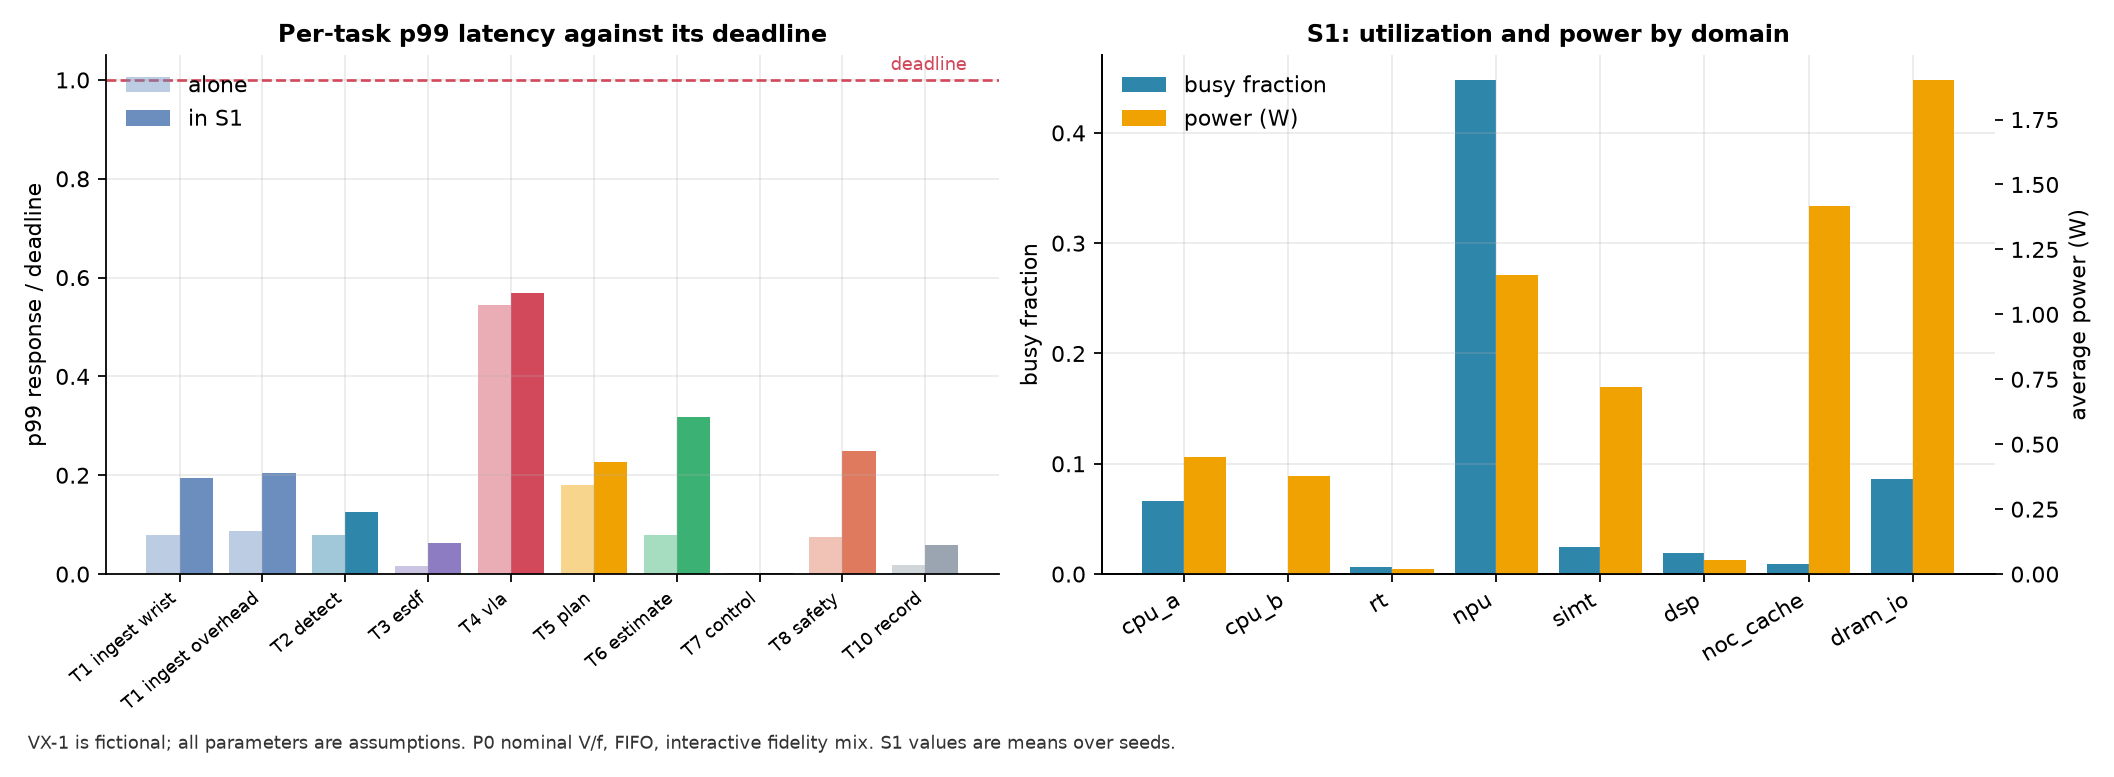 Per-task p99 latency against its deadline
deadline
alone
in S1
p99 response / deadline
1.0
0.8
0.6
0.4
0.2
0.0
T1 ingest wrist
T1 ingest overhead
T2 detect
T3 esdf
T4 vla
T5 plan
T6 estimate
T7 control
T8 safety
T10 record
S1: utilization and power by domain
busy fraction
power (W)
busy fraction
0.4
0.3
0.2
0.1
0.0
average power (W)
1.75
1.50
1.25
1.00
0.75
0.50
0.25
0.00
cpu_a
cpu_b
rt
npu
simt
dsp
noc_cache
dram_io
VX-1 is fictional; all parameters are assumptions. P0 nominal V/f, FIFO, interactive fidelity mix. S1 values are means over seeds.